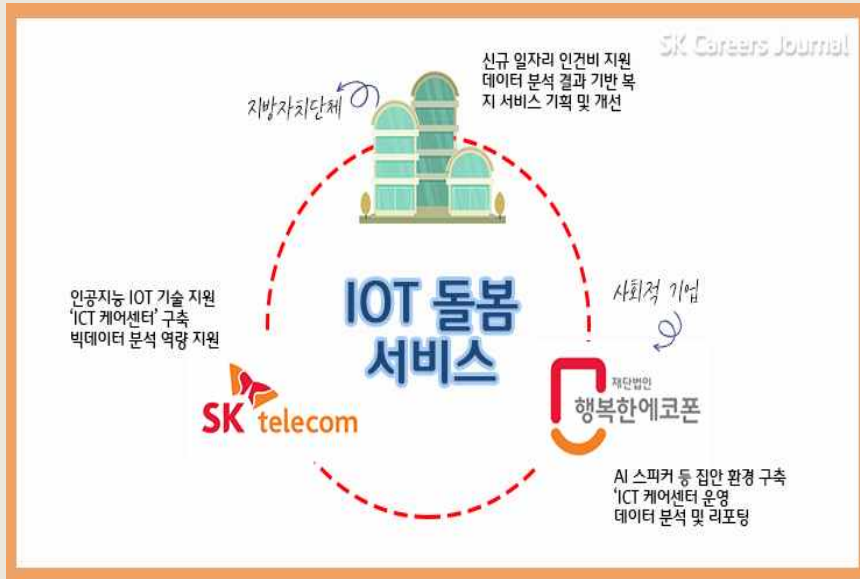 SK Careers Journal
신규 일자리 인건비 지원
데이터 분석 결과 기반 복
지 서비스 기획 및 개선
지방자치단체
인공지능 IOT 기술 지원
'ICT 케어센터' 구축
빅데이터 분석 역량 지원
IOT 돌봄
서비스
사회적 기업
SK telecom
재단법인
행복한에코폰
AI 스피커 등 집안 환경 구축
'ICT 케어센터 운영
데이터 분석 및 리포팅